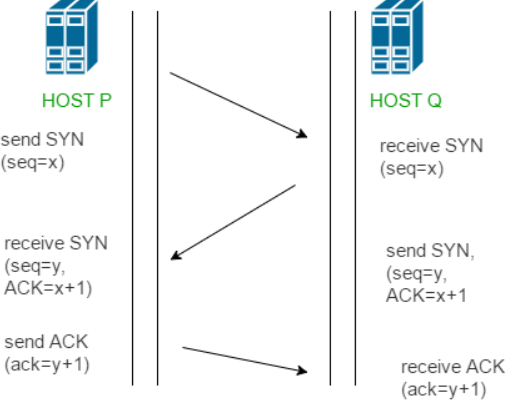 HOST P
HOST Q
send SYN
(seq=x)
receive SYN
(seq=x)
receive SYN
(seq=y,
ACK=x+1)
send SYN,
(seq=y,
ACK=x+1
send ACK
(ack=y+1)
receive ACK
(ack=y+1)